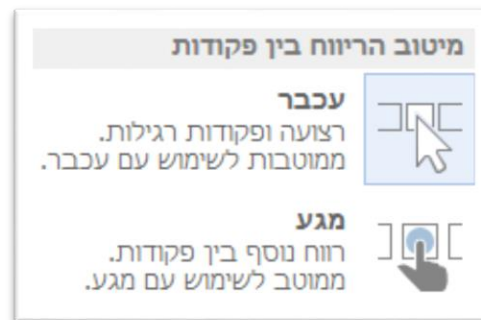 מיטוב הריווח בין פקודות
עכבר
רצועה ופקודות רגילות.
ממוטבות לשימוש עם עכבר.
מגע
רווח נוסף בין פקודות.
ממוטב לשימוש עם מגע.